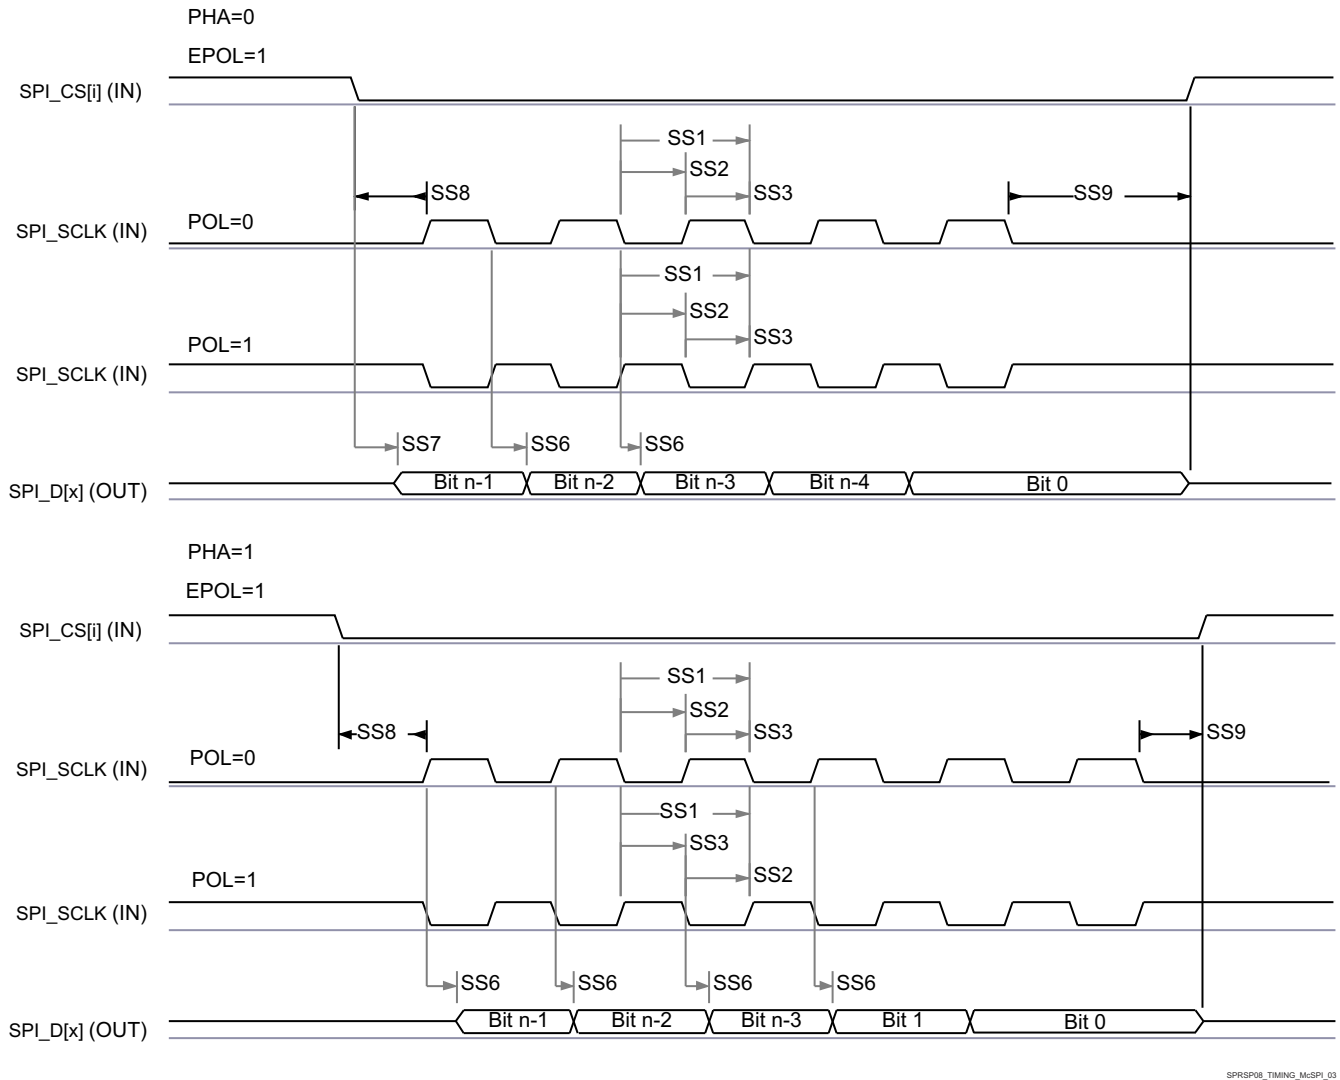 PHA=0
EPOL=1
SPI_CS[i] (IN)
SS1
SS2
SS8
SS3
SS9
POL=0
SPI_SCLK (IN)
SS1
SS2
SS3
POL=1
SPI_SCLK (IN)
SS7
SS6
SS6
Bit n-1
Bit n-2
Bit n-3
Bit n-4
Bit 0
SPI_D[x] (OUT)
PHA=1
EPOL=1
SPI_CS[i] (IN)
SS1
SS2
SS8
SS3
SS9
POL=0
SPI_SCLK (IN)
SS1
SS3
SS2
POL=1
SPI_SCLK (IN)
SS6
SS6
SS6
SS6
Bit n-1
Bit n-2
Bit n-3
Bit 1
Bit 0
SPI_D[x] (OUT)
SPRSP08_TIMING_McSPI_03